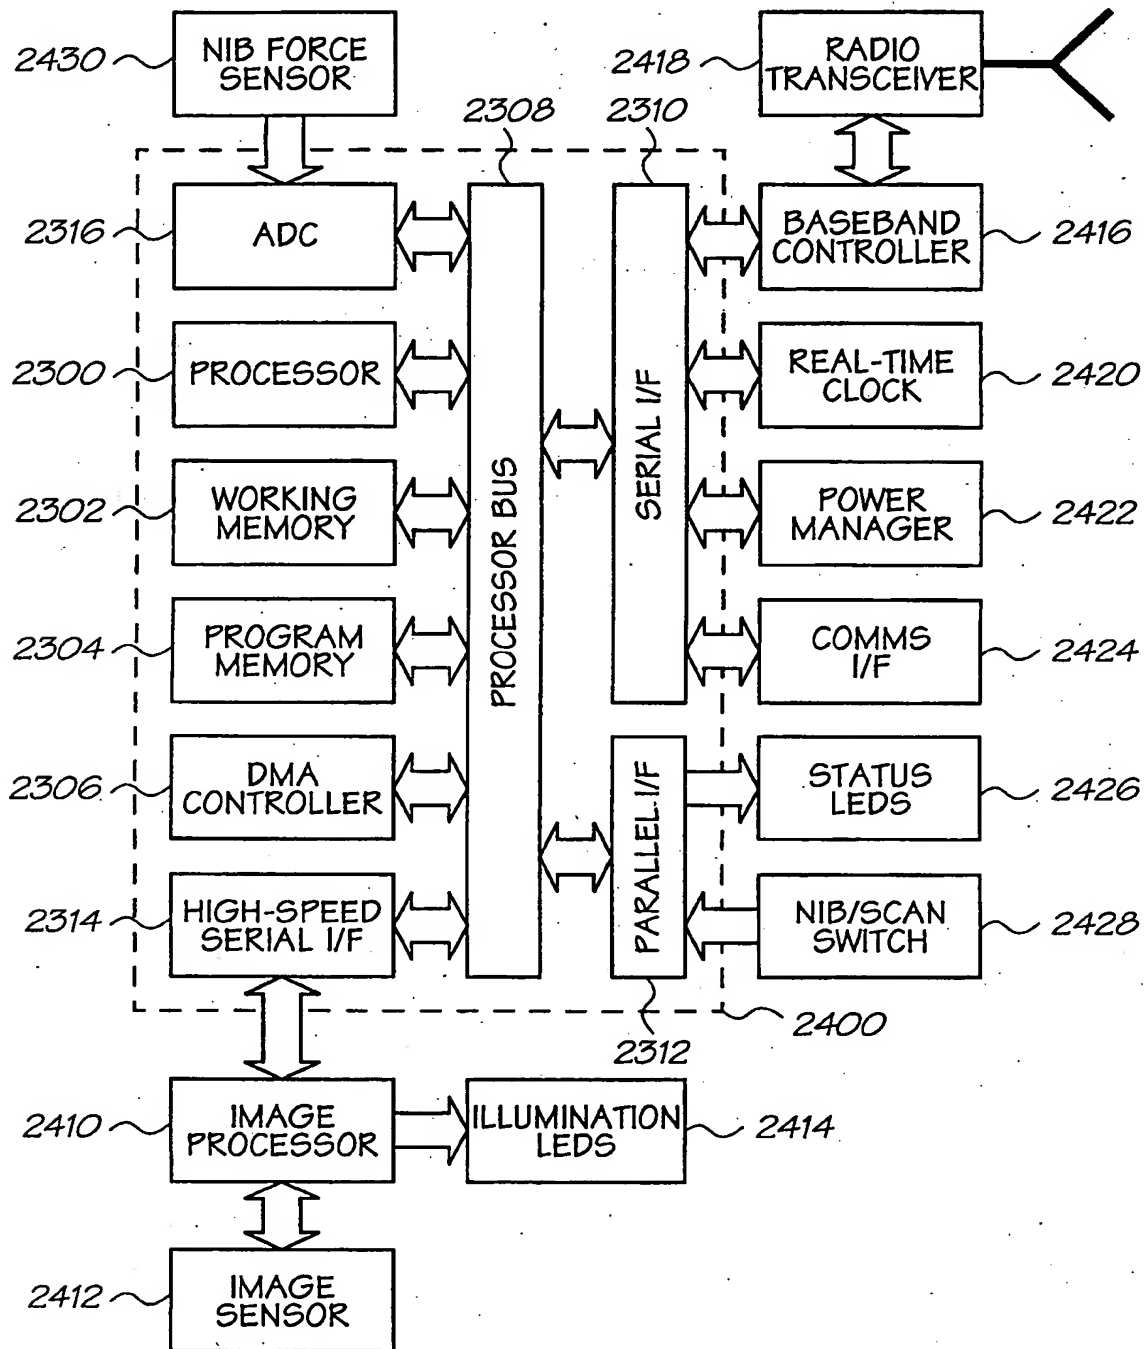 2430
NIB FORCE
SENSOR
2418
RADIO
TRANSCEIVER
2308
2310
2316
ADC
BASEBAND
CONTROLLER
2416
2300
PROCESSOR
REAL-TIME
CLOCK
2420
2302
WORKING
MEMORY
PROCESSOR BUS
SERIAL I/F
POWER
MANAGER
2422
2304
PROGRAM
MEMORY
COMMS
I/F
2424
2306
DMA
CONTROLLER
PARALLEL I/F
STATUS
LEDS
2426
2314
HIGH-SPEED
SERIAL I/F
NIB/SCAN
SWITCH
2428
2312
2400
2410
IMAGE
PROCESSOR
ILLUMINATION
LEDS
2414
2412
IMAGE
SENSOR